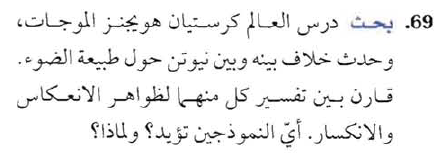 69. بحث درس العالم كرستيان هويجنز الموجات،
وحدث خلاف بينه وبين نيوتن حول طبيعة الضوء.
قارن بين تفسير كل منهما لظواهر الانعكاس
والانكسار. أيّ النموذجين تؤيد؟ ولماذا؟